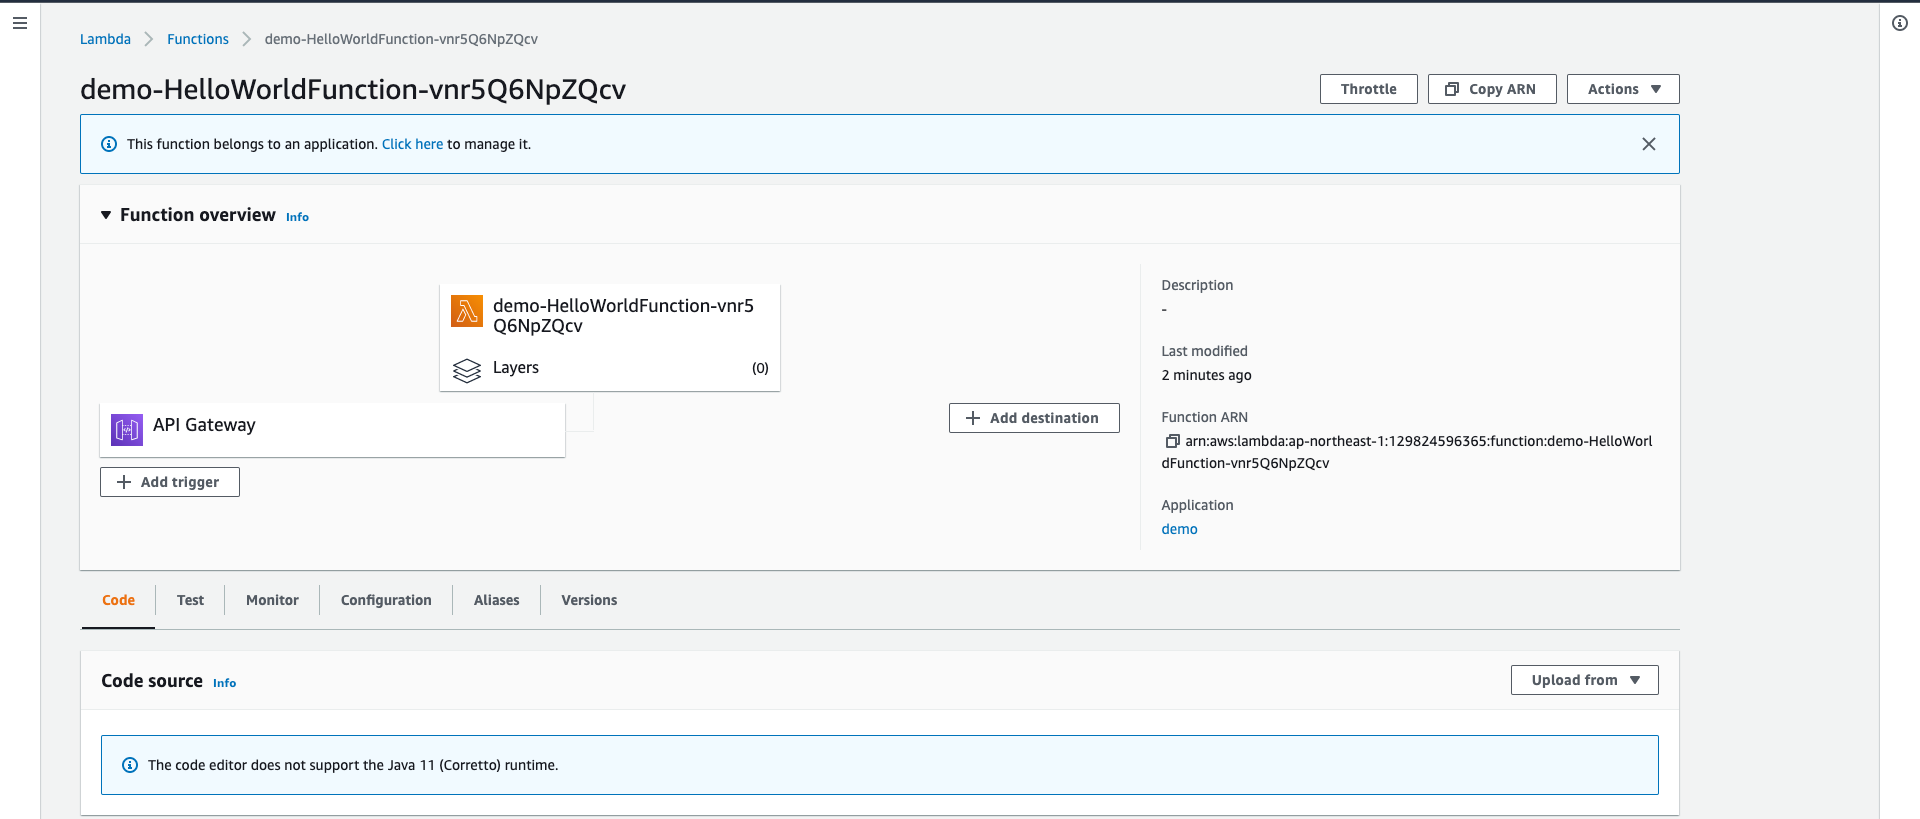 Lambda > Functions > demo-HelloWorldFunction-vnr5Q6NpZQcv
demo-HelloWorldFunction-vnr5Q6NpZQcv
Throttle
Copy ARN
Actions
This function belongs to an application. Click here to manage it.
Function overview Info
demo-HelloWorldFunction-vnr5
Q6NpZQcv
Layers (0)
API Gateway
Add trigger
Add destination
Description
-
Last modified
2 minutes ago
Function ARN
arn:aws:lambda:ap-northeast-1:129824596365:function:demo-HelloWorl
dFunction-vnr5Q6NpZQcv
Application
demo
Code Test Monitor Configuration Aliases Versions
Code source Info
Upload from
The code editor does not support the Java 11 (Corretto) runtime.